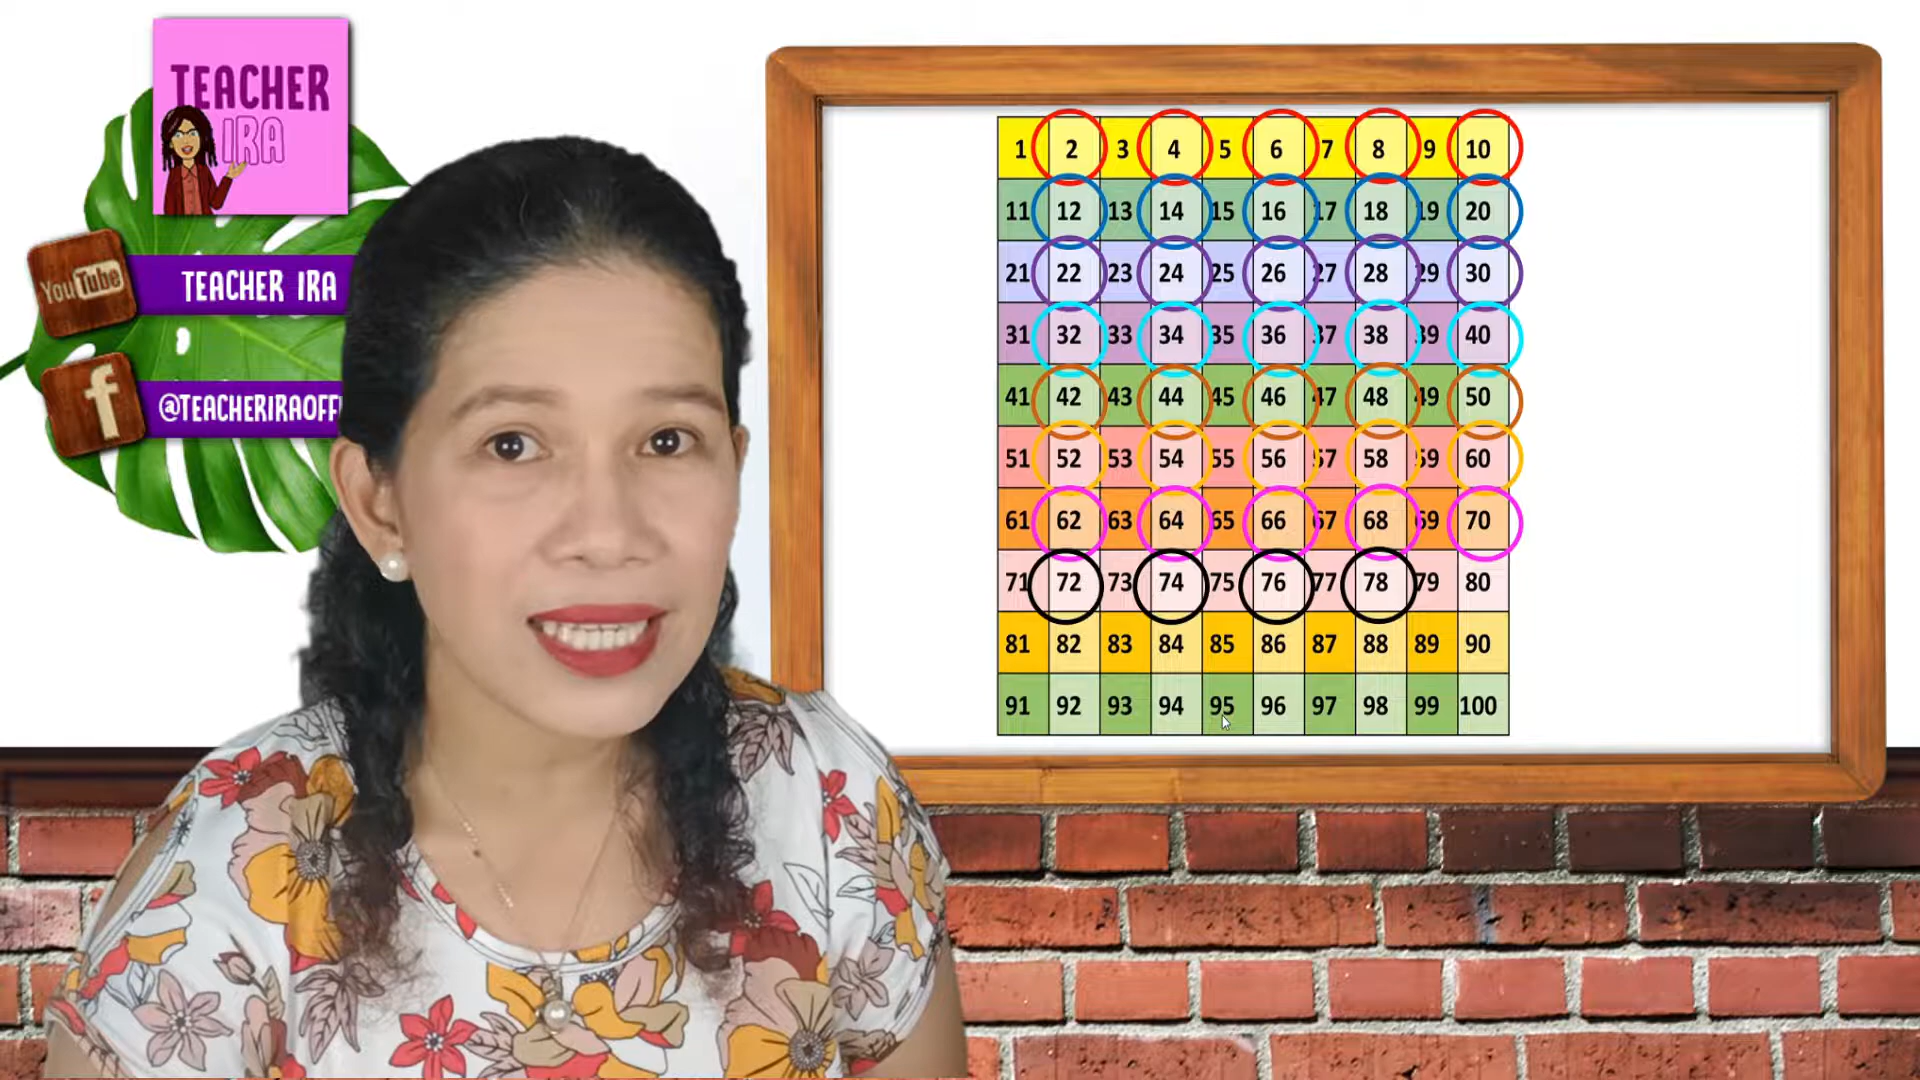 TEACHER
IRA
YouTube
TEACHER IRA
f
@TEACHERIRAOFF
1 2 3 4 5 6 7 8 9 10
11 12 13 14 15 16 17 18 19 20
21 22 23 24 25 26 27 28 29 30
31 32 33 34 35 36 37 38 39 40
41 42 43 44 45 46 47 48 49 50
51 52 53 54 55 56 57 58 59 60
61 62 63 64 65 66 67 68 69 70
71 72 73 74 75 76 77 78 79 80
81 82 83 84 85 86 87 88 89 90
91 92 93 94 95 96 97 98 99 100